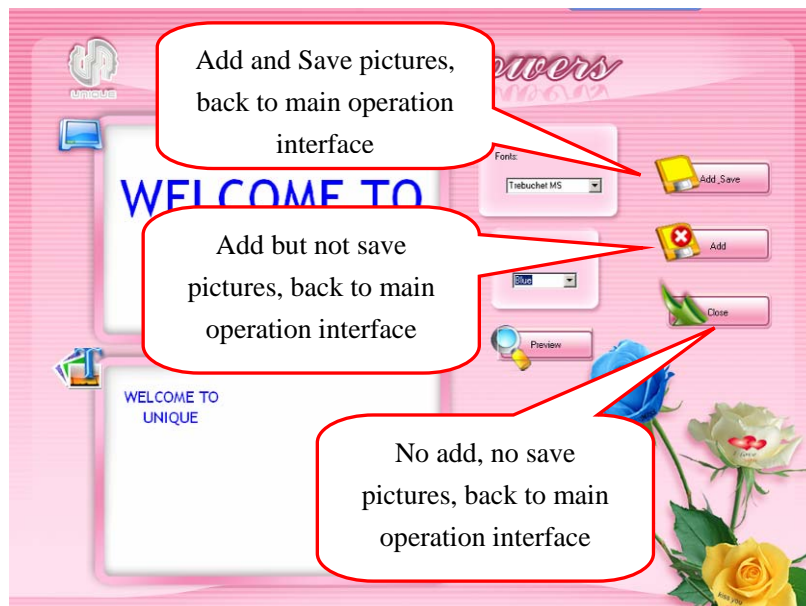 UNIQUE
Add and Save pictures,
back to main operation
interface
Fonts:
Trebuchet MS
Add_Save
WELCOME TO
Add but not save
pictures, back to main
operation interface
Add
Blue
Close
Preview
WELCOME TO
UNIQUE
No add, no save
pictures, back to main
operation interface
kiss you